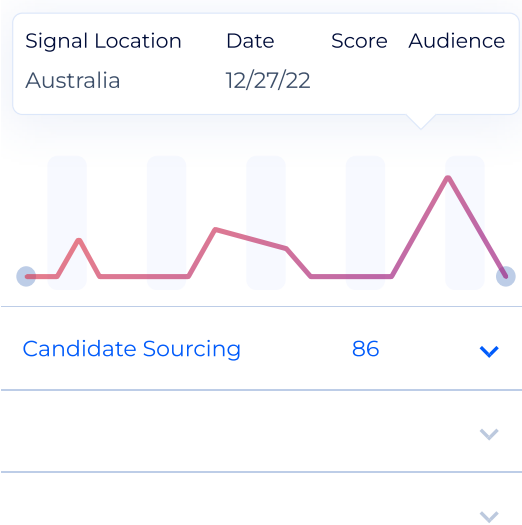 Signal Location Date Score Audience
Australia 12/27/22
Candidate Sourcing 86